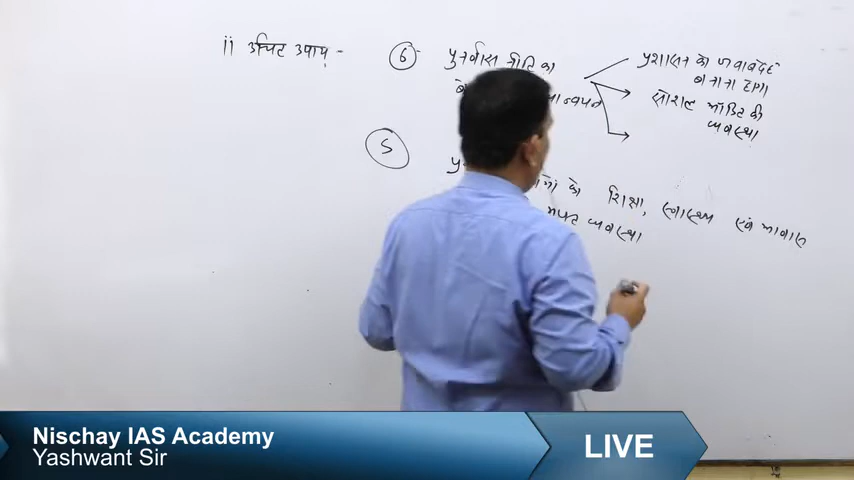 ii उचित उपाय -
6 पुनर्वास नीति का
प्रशासन को जवाबदेह
बनाना होगा
सोशल ऑडिट की
व्यवस्था
5
के शिक्षा, स्वास्थ्य एवं आवास
व्यवस्था
Nischay IAS Academy
Yashwant Sir
LIVE